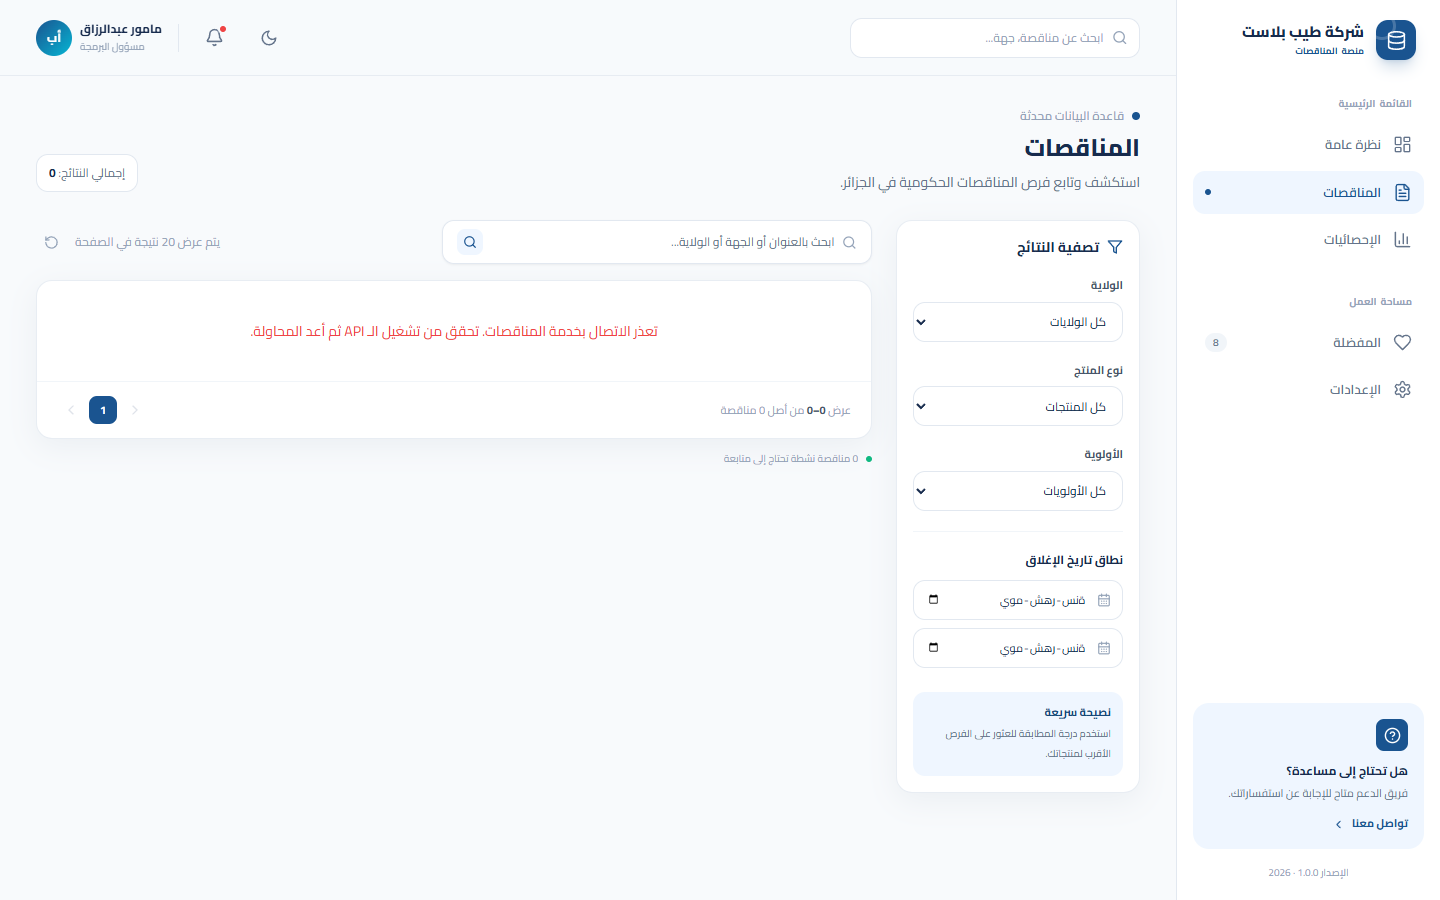 شركة طيب بلاست
منصة المناقصات
القائمة الرئيسية
نظرة عامة
المناقصات
الإحصائيات
مساحة العمل
المفضلة
8
الإعدادات
هل تحتاج إلى مساعدة؟
فريق الدعم متاح للإجابة عن استفساراتك.
تواصل معنا
الإصدار 1.0.0 · 2026
ابحث عن مناقصة، جهة...
مامور عبدالرزاق
مسؤول البرمجة
أب
قاعدة البيانات محدثة
المناقصات
استكشف وتابع فرص المناقصات الحكومية في الجزائر.
إجمالي النتائج: 0
تصفية النتائج
الولاية
كل الولايات
نوع المنتج
كل المنتجات
الأولوية
كل الأولويات
نطاق تاريخ الإغلاق
ةنس-رهش-موي
ةنس-رهش-موي
نصيحة سريعة
استخدم درجة المطابقة للعثور على الفرص
الأقرب لمنتجاتك.
ابحث بالعنوان أو الجهة أو الولاية...
يتم عرض 20 نتيجة في الصفحة
تعذر الاتصال بخدمة المناقصات. تحقق من تشغيل الـ API ثم أعد المحاولة.
عرض 0–0 من أصل 0 مناقصة
1
0 مناقصة نشطة تحتاج إلى متابعة